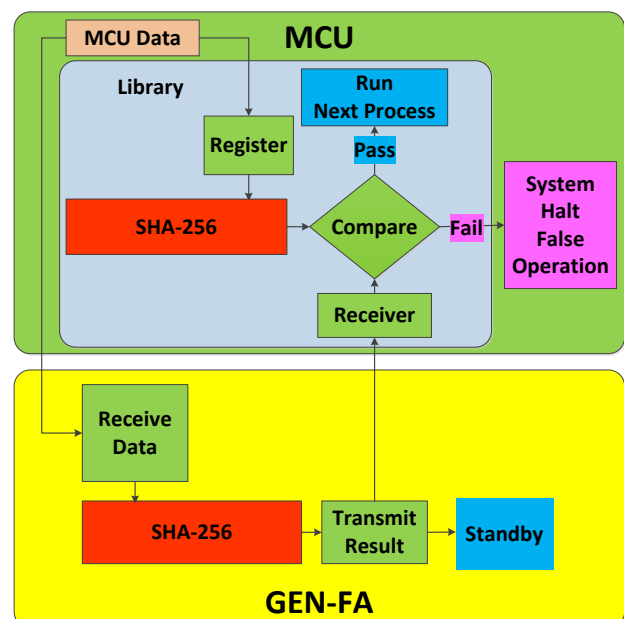 MCU Data
MCU
Library
Run
Next Process
Register
Pass
System
Halt
False
Operation
SHA-256
Compare
Fail
Receiver
Receive
Data
SHA-256
Transmit
Result
Standby
GEN-FA